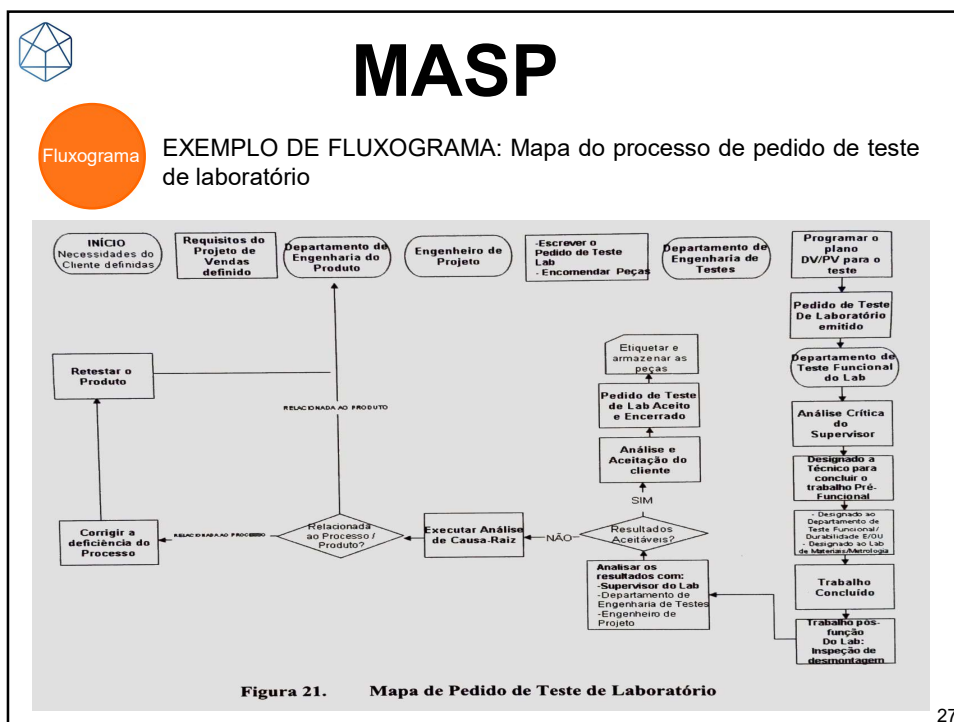 MASP
Fluxograma
EXEMPLO DE FLUXOGRAMA: Mapa do processo de pedido de teste
de laboratório
INÍCIO
Necessidades do
Cliente definidas
Requisitos do
Projeto de
Vendas
definido
Departamento de
Engenharia do
Produto
Engenheiro de
Projeto
-Escrever o
Pedido de Teste
Lab
- Encomendar Peças
Departamento de
Engenharia de
Testes
Programar o
plano
DV/PV para o
teste
Pedido de Teste
De Laboratório
emitido
Departamento de
Teste Funcional
do Lab
Análise Crítica
do
Supervisor
Designado a
Técnico para
concluir o
trabalho Pré-
Funcional
- Designado ao
Departamento de
Teste Funcional/
Durabilidade E/OU
- Designado ao Lab
de Materiais/Metrologia
Trabalho
Concluído
Trabalho pós-
função
Do Lab:
Inspeção de
desmontagem
Analisar os
resultados com:
-Supervisor do Lab
-Departamento de
Engenharia de Testes
-Engenheiro de
Projeto
Resultados
Aceitáveis?
SIM
Análise e
Aceitação do
cliente
Pedido de Teste
de Lab Aceito
e Encerrado
Etiquetar e
armazenar as
peças
NÃO
Executar Análise
de Causa-Raiz
Relacionada
ao Processo /
Produto?
RELACIONADA AO PRODUTO
RELACIONADA AO PROCESSO
Corrigir a
deficiência do
Processo
Retestar o
Produto
Figura 21. Mapa de Pedido de Teste de Laboratório
27